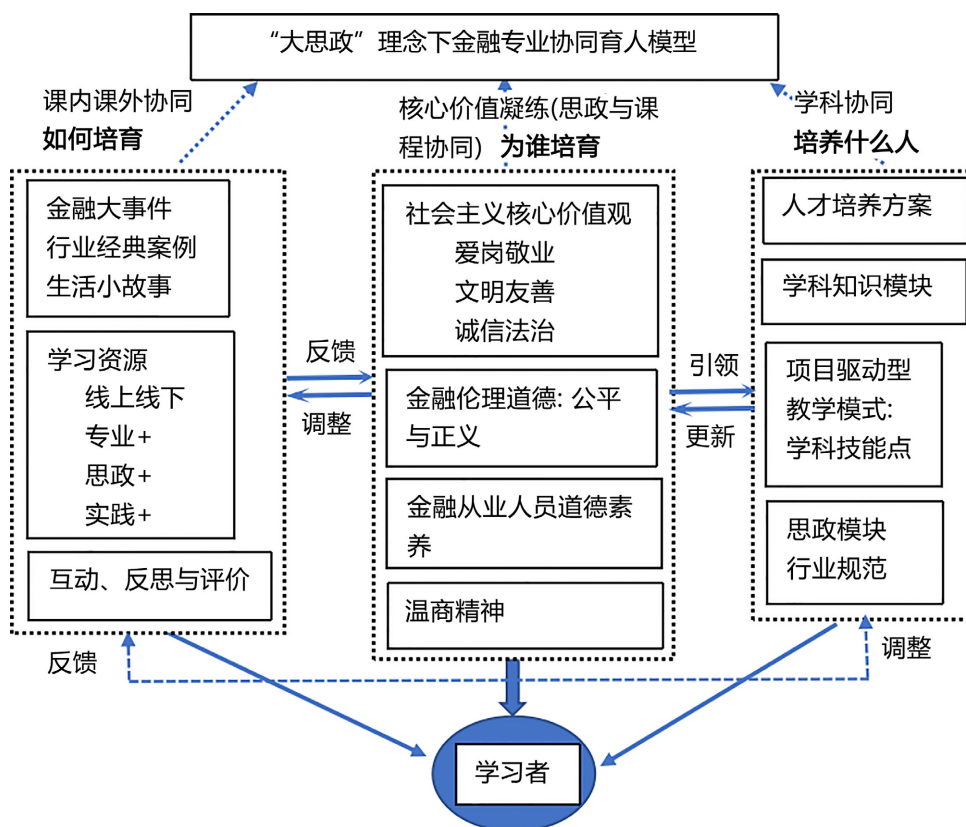 “大思政”理念下金融专业协同育人模型
课内课外协同
如何培育
核心价值凝练(思政与课
程协同) 为谁培育
学科协同
培养什么人
金融大事件
行业经典案例
生活小故事
学习资源
线上线下
专业+
思政+
实践+
互动、反思与评价
反馈
调整
社会主义核心价值观
爱岗敬业
文明友善
诚信法治
金融伦理道德: 公平
与正义
金融从业人员道德素
养
温商精神
引领
更新
人才培养方案
学科知识模块
项目驱动型
教学模式:
学科技能点
思政模块
行业规范
反馈
调整
学习者